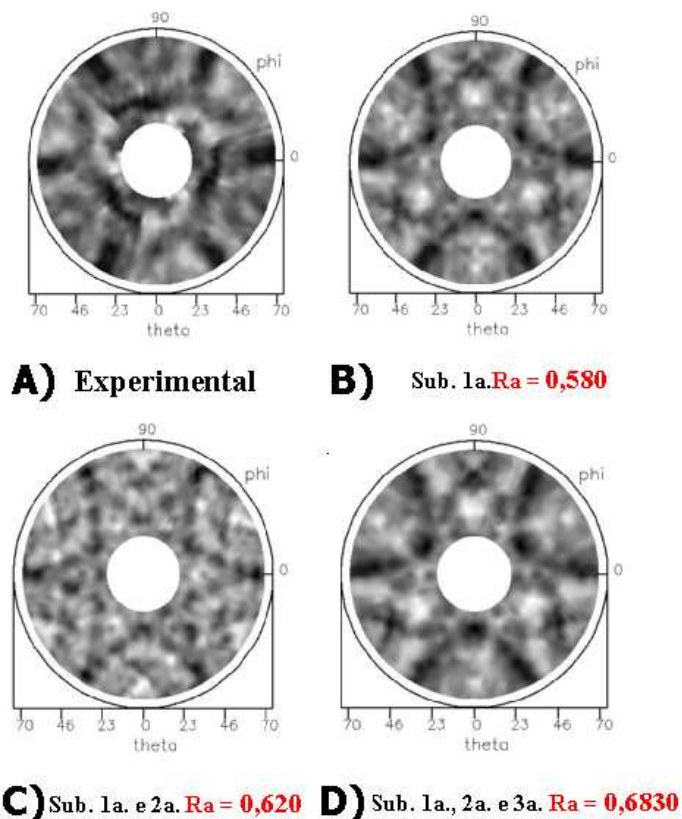 90
phi
0
70 46 23 0 23 46 70
theta
A) Experimental
90
phi
0
70 46 23 0 23 46 70
theta
B) Sub. 1a. Ra = 0,580
90
phi
0
70 46 23 0 23 46 70
theta
C) Sub. 1a. e 2a. Ra = 0,620
90
phi
0
70 46 23 0 23 46 70
theta
D) Sub. 1a., 2a. e 3a. Ra = 0,6830